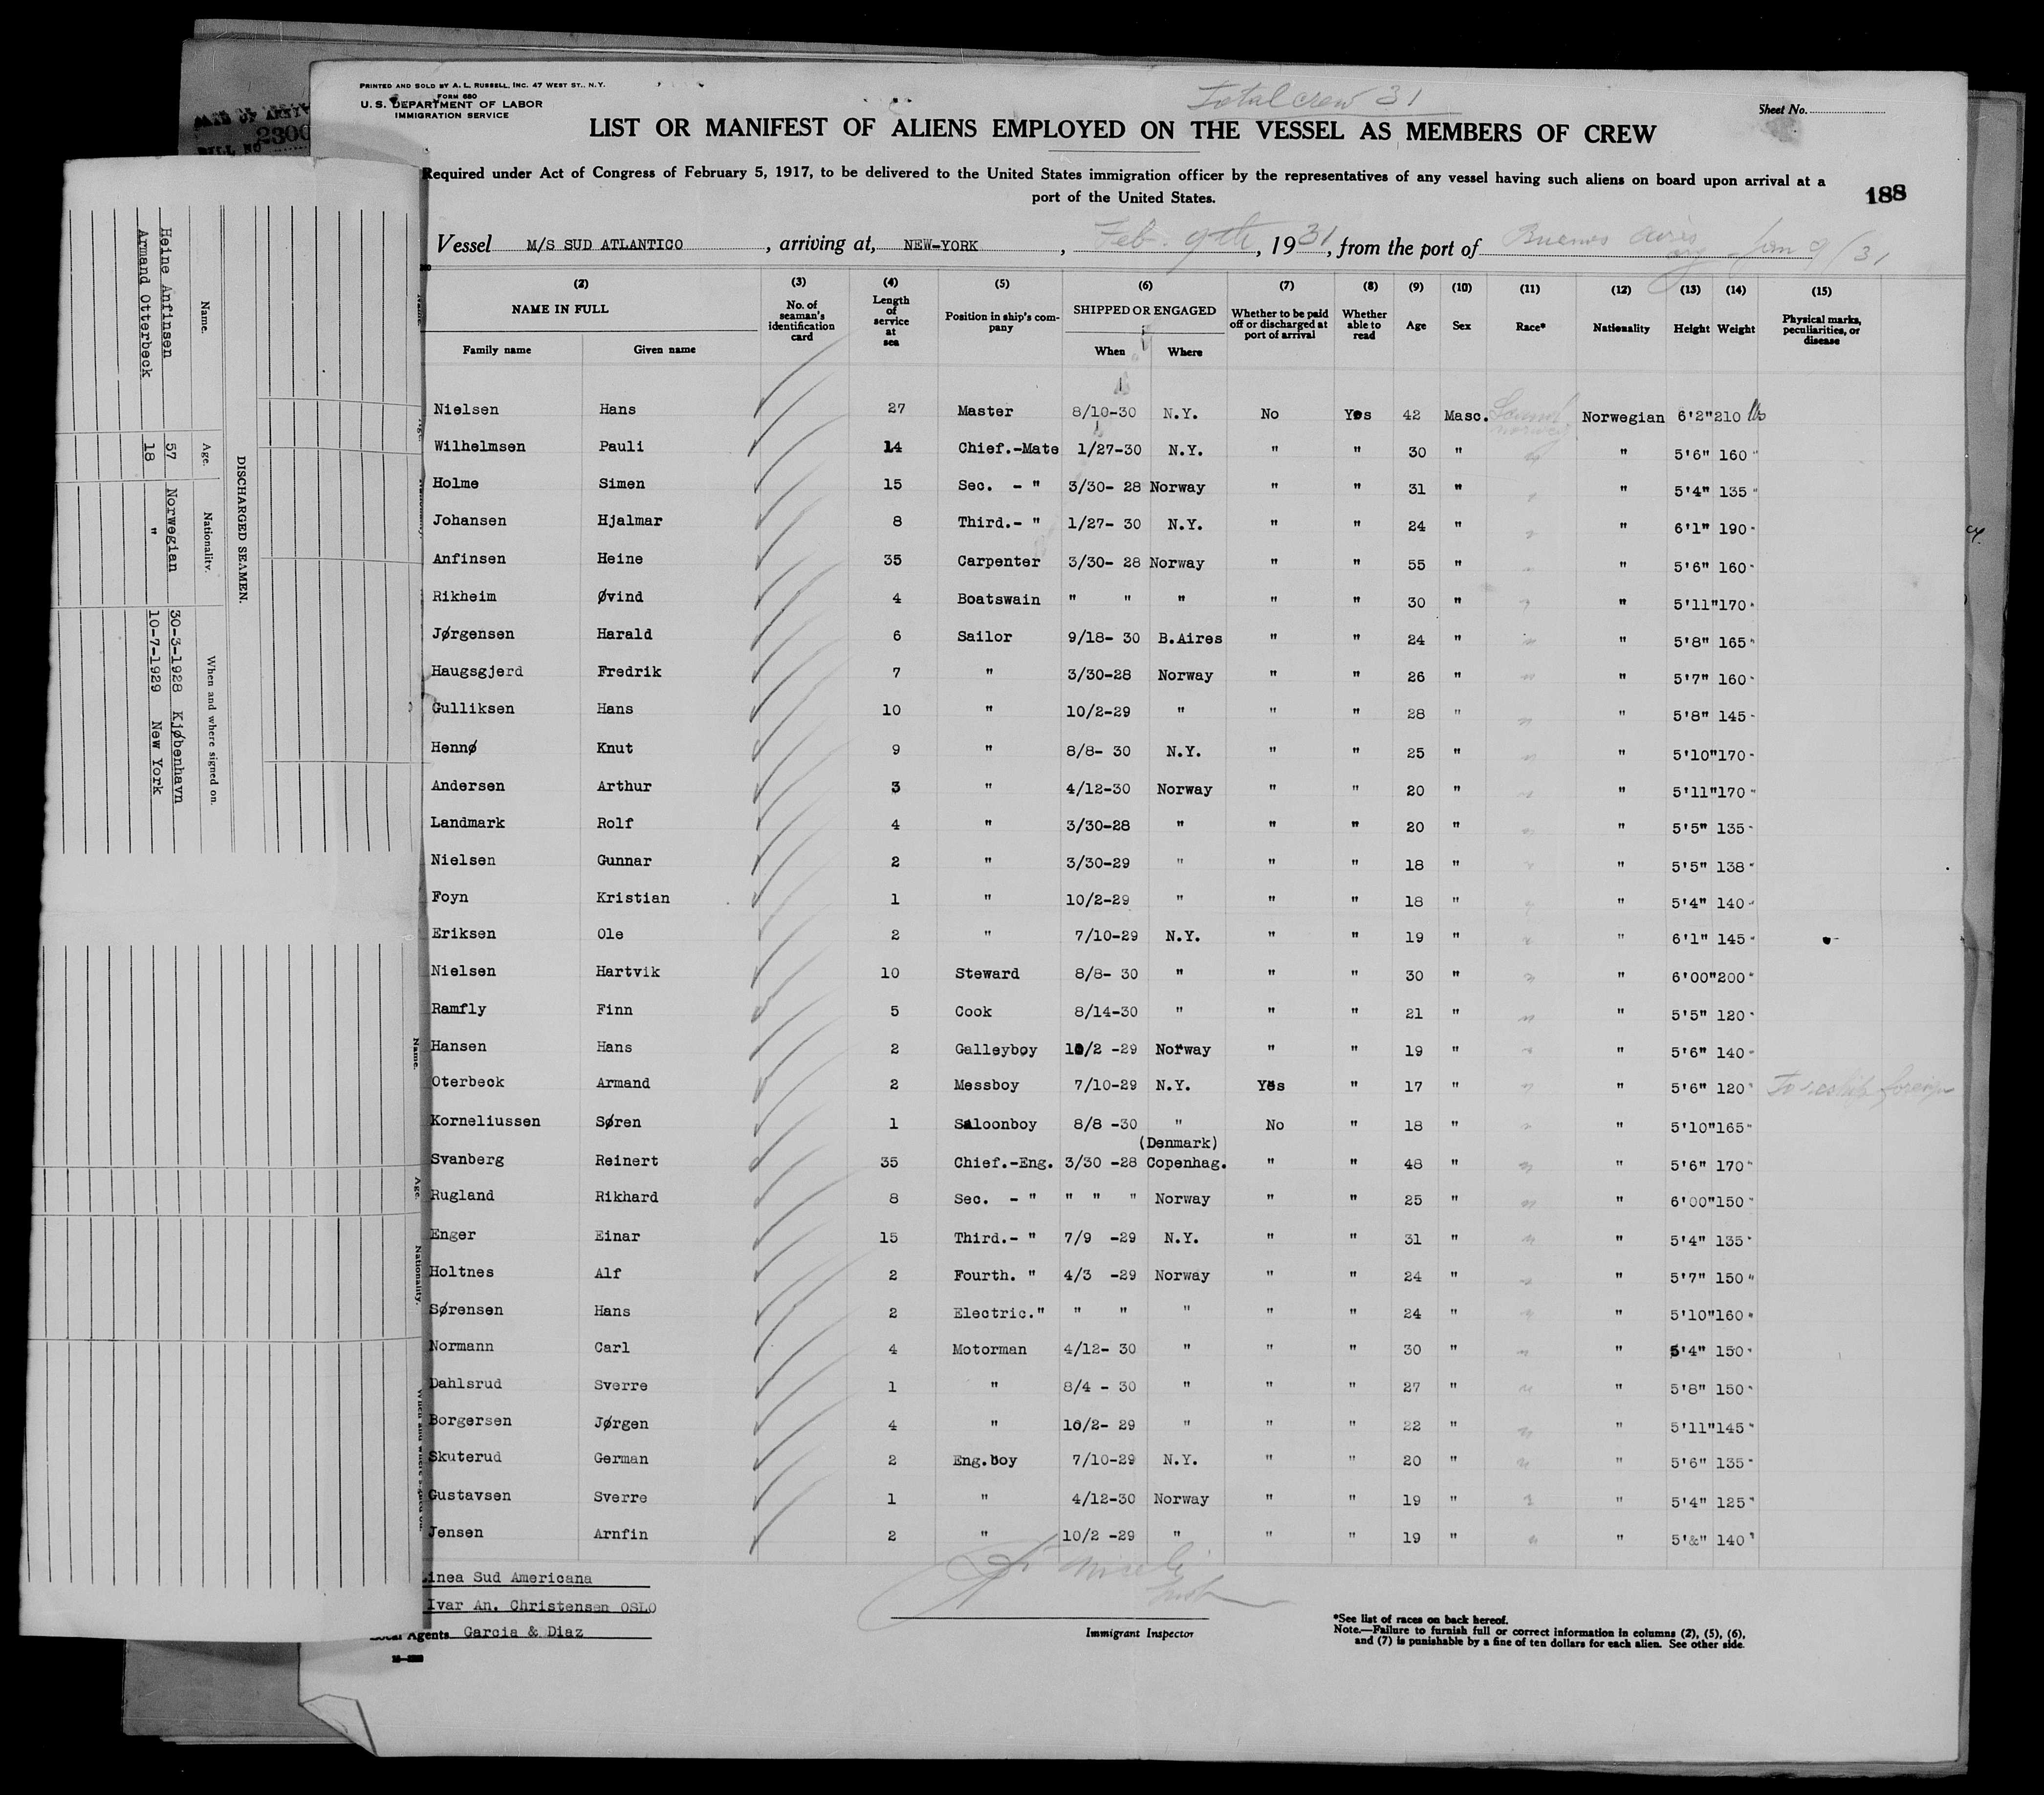 PRINTED AND SOLD BY A. L. RUSSELL, INC. 47 WEST ST., N.Y.
FORM 680
U. S. DEPARTMENT OF LABOR
IMMIGRATION SERVICE
Total crew 31
Sheet No.
LIST OR MANIFEST OF ALIENS EMPLOYED ON THE VESSEL AS MEMBERS OF CREW
Required under Act of Congress of February 5, 1917, to be delivered to the United States immigration officer by the representatives of any vessel having such aliens on board upon arrival at a
port of the United States.
188
Vessel M/S SUD ATLANTICO, arriving at, NEW-YORK, Feb. 9th, 1931, from the port of Buenos Aires Jan 9/31
(2) (3) (4) (5) (6) (7) (8) (9) (10) (11) (12) (13) (14) (15)
NAME IN FULL No. of seaman's identification card Length of service at sea Position in ship's company SHIPPED OR ENGAGED Whether to be paid off or discharged at port of arrival Whether able to read Age Sex Race* Nationality Height Weight Physical marks, peculiarities, or disease
Family name Given name When Where
Nielsen Hans 27 Master 8/10-30 N.Y. No Yes 42 Masc. Norwegian 6'2" 210 lbs
Wilhelmsen Pauli 14 Chief.-Mate 1/27-30 N.Y. " " 30 " " 5'6" 160 "
Holme Simen 15 Sec. - " 3/30- 28 Norway " " 31 " " 5'4" 135 "
Johansen Hjalmar 8 Third.- " 1/27- 30 N.Y. " " 24 " " 6'1" 190 "
Anfinsen Heine 35 Carpenter 3/30- 28 Norway " " 55 " " 5'6" 160 "
Rikheim Øvind 4 Boatswain " " " " " 30 " " 5'11" 170 "
Jørgensen Harald 6 Sailor 9/18- 30 B.Aires " " 24 " " 5'8" 165 "
Haugsgjerd Fredrik 7 " 3/30-28 Norway " " 26 " " 5'7" 160 "
Gulliksen Hans 10 " 10/2-29 " " " 28 " " 5'8" 145 "
Hennø Knut 9 " 8/8- 30 N.Y. " " 25 " " 5'10" 170 "
Andersen Arthur 3 " 4/12-30 Norway " " 20 " " 5'11" 170 "
Landmark Rolf 4 " 3/30-28 " " " 20 " " 5'5" 135 "
Nielsen Gunnar 2 " 3/30-29 " " " 18 " " 5'5" 138 "
Foyn Kristian 1 " 10/2-29 " " " 18 " " 5'4" 140 "
Eriksen Ole 2 " 7/10-29 N.Y. " " 19 " " 6'1" 145 "
Nielsen Hartvik 10 Steward 8/8- 30 " " " 30 " " 6'00" 200 "
Ramfly Finn 5 Cook 8/14-30 " " " 21 " " 5'5" 120 "
Hansen Hans 2 Galleyboy 10/2 -29 Norway " " 19 " " 5'6" 140 "
Oterbeck Armand 2 Messboy 7/10-29 N.Y. Yes " 17 " " 5'6" 120 " To reship foreign
Korneliussen Søren 1 Saloonboy 8/8 -30 " No " 18 " " 5'10" 165 "
(Denmark)
Svanberg Reinert 35 Chief.-Eng. 3/30 -28 Copenhag. " " 48 " " 5'6" 170 "
Rugland Rikhard 8 Sec. - " " " " Norway " " 25 " " 6'00" 150 "
Enger Einar 15 Third.- " 7/9 -29 N.Y. " " 31 " " 5'4" 135 "
Holtnes Alf 2 Fourth. " 4/3 -29 Norway " " 24 " " 5'7" 150 "
Sørensen Hans 2 Electric." " " " " " 24 " " 5'10" 160 "
Normann Carl 4 Motorman 4/12- 30 " " " 30 " " 5'4" 150 "
Dahlsrud Sverre 1 " 8/4 - 30 " " " 27 " " 5'8" 150 "
Borgersen Jørgen 4 " 10/2- 29 " " " 22 " " 5'11" 145 "
Skuterud German 2 Eng.boy 7/10-29 N.Y. " " 20 " " 5'6" 135 "
Gustavsen Sverre 1 " 4/12-30 Norway " " 19 " " 5'4" 125 "
Jensen Arnfin 2 " 10/2 -29 " " " 19 " " 5'&" 140 "
inea Sud Americana
Ivar An. Christensen OSLO
Local Agents Garcia & Diaz
Immigrant Inspector
*See list of races on back hereof.
Note.—Failure to furnish full or correct information in columns (2), (5), (6),
and (7) is punishable by a fine of ten dollars for each alien. See other side.
DISCHARGED SEAMEN.
Name. Age. Nationality. When and where signed on.
Heine Anfinsen 57 Norwegian 30-3-1928 Kjøbenhavn
Armand Otterbeck 18 " 10-7-1929 New York
Name. Age. Nationality.
2300